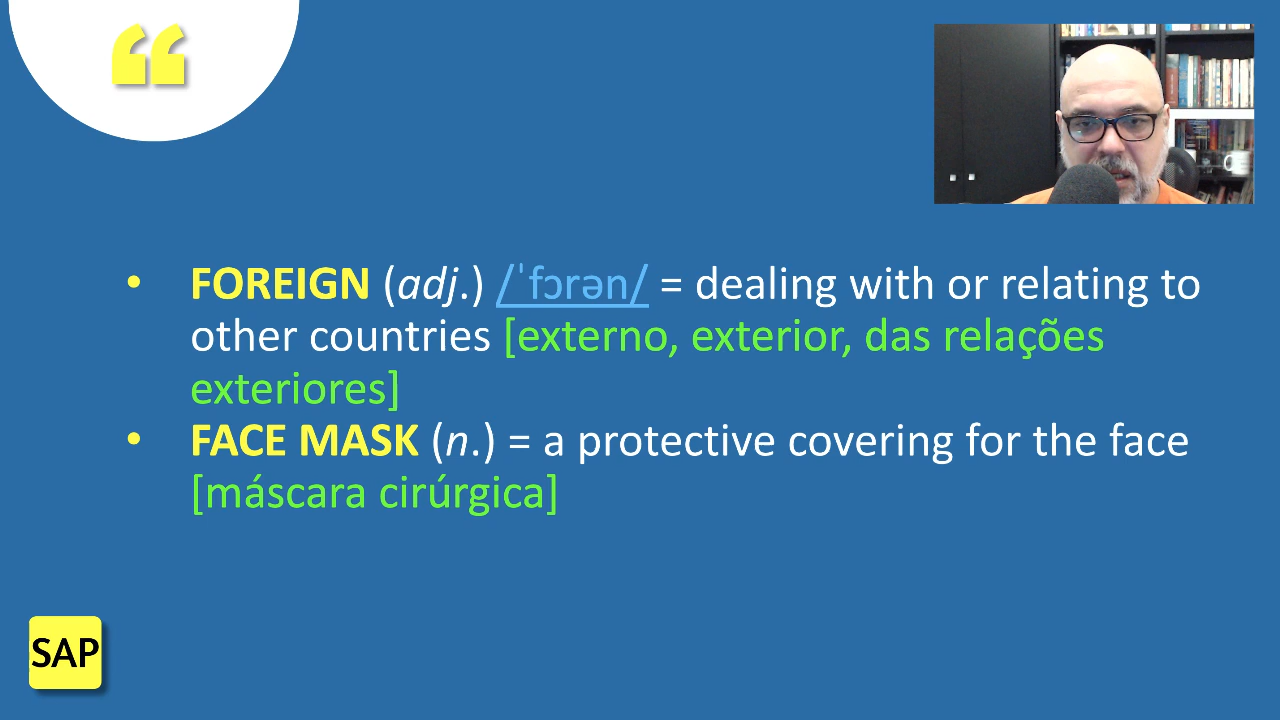 “
• FOREIGN (adj.) /ˈfɔrən/ = dealing with or relating to
other countries [externo, exterior, das relações
exteriores]
• FACE MASK (n.) = a protective covering for the face
[máscara cirúrgica]
SAP